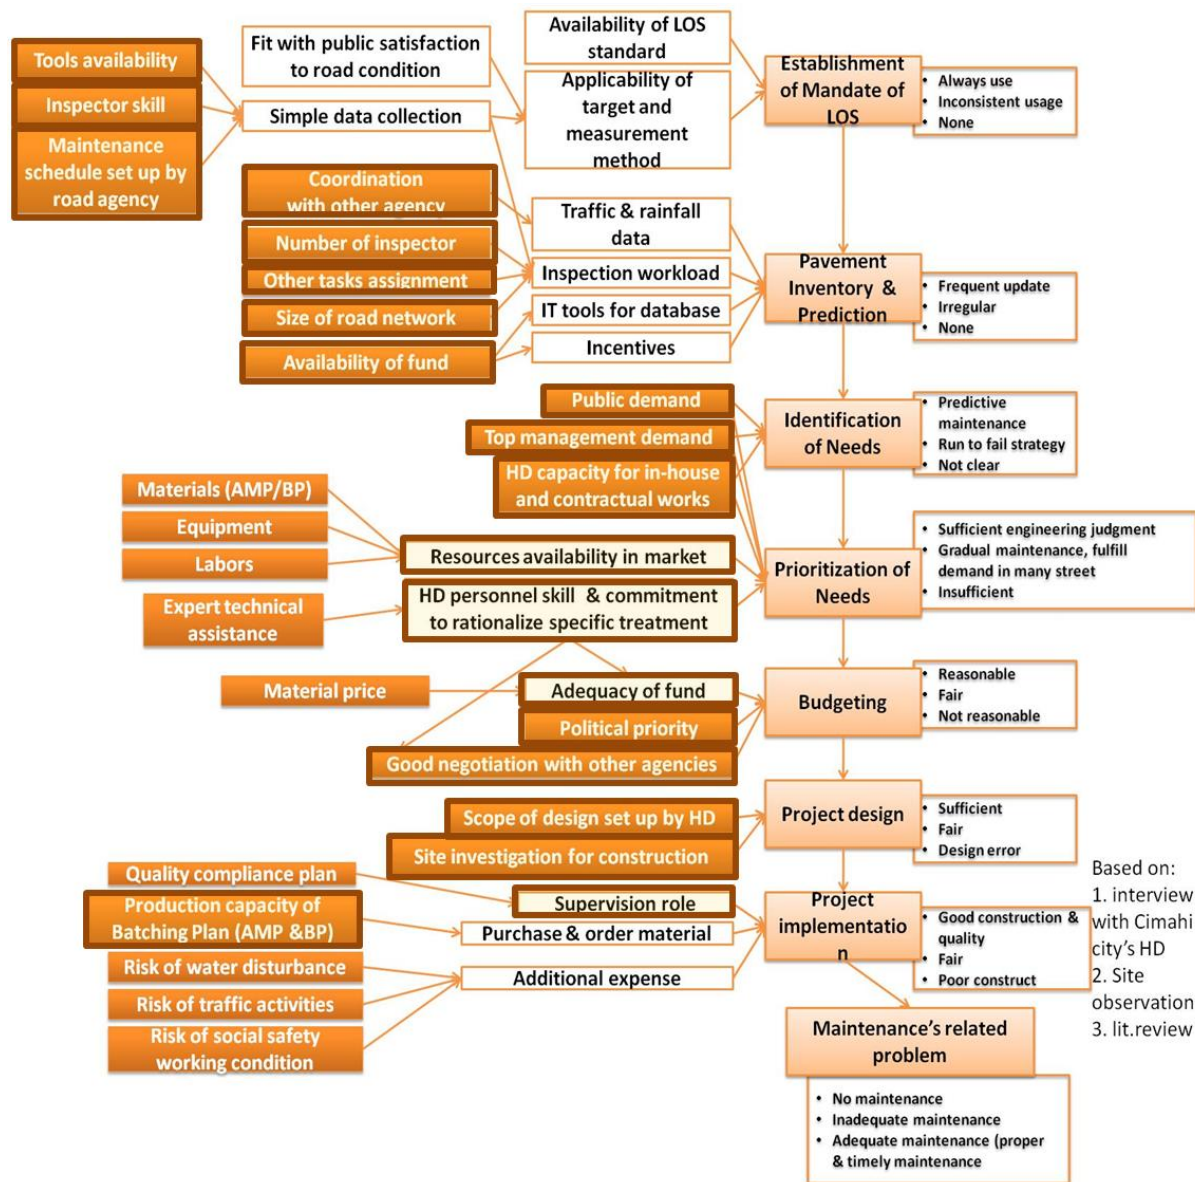 Tools availability
Inspector skill
Maintenance
schedule set up by
road agency
Fit with public satisfaction
to road condition
Simple data collection
Availability of LOS
standard
Applicability of
target and
measurement
method
Establishment
of Mandate of
LOS
• Always use
• Inconsistent usage
• None
Coordination
with other agency
Number of inspector
Other tasks assignment
Size of road network
Availability of fund
Traffic & rainfall
data
Inspection workload
IT tools for database
Incentives
Pavement
Inventory &
Prediction
• Frequent update
• Irregular
• None
Public demand
Top management demand
HD capacity for in-house
and contractual works
Identification
of Needs
• Predictive
maintenance
• Run to fail strategy
• Not clear
Materials (AMP/BP)
Equipment
Labors
Expert technical
assistance
Resources availability in market
HD personnel skill & commitment
to rationalize specific treatment
Prioritization of
Needs
• Sufficient engineering judgment
• Gradual maintenance, fulfill
demand in many street
• Insufficient
Material price
Adequacy of fund
Political priority
Good negotiation with other agencies
Budgeting
• Reasonable
• Fair
• Not reasonable
Scope of design set up by HD
Site investigation for construction
Project design
• Sufficient
• Fair
• Design error
Quality compliance plan
Production capacity of
Batching Plan (AMP &BP)
Risk of water disturbance
Risk of traffic activities
Risk of social safety
working condition
Supervision role
Purchase & order material
Additional expense
Project
implementatio
n
• Good construction &
quality
• Fair
• Poor construct
Based on:
1. interview
with Cimahi
city's HD
2. Site
observation
3. lit.review
Maintenance's related
problem
• No maintenance
• Inadequate maintenance
• Adequate maintenance (proper
& timely maintenance